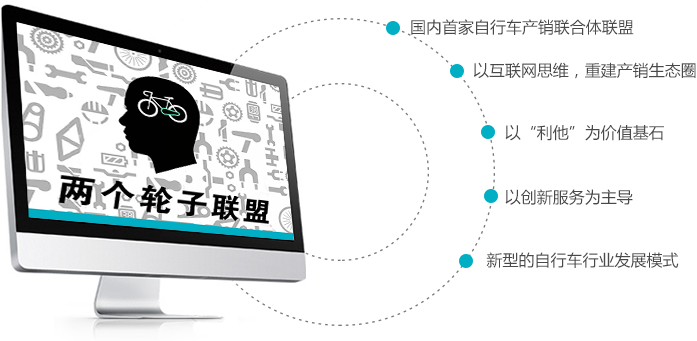 国内首家自行车产销联合体联盟
以互联网思维，重建产销生态圈
以“利他”为价值基石
以创新服务为主导
新型的自行车行业发展模式
两个轮子联盟